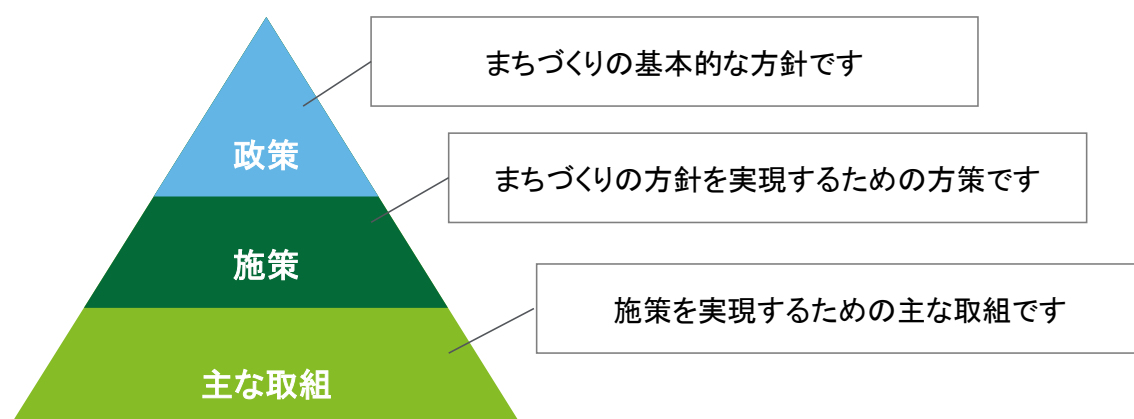 まちづくりの基本的な方針です
政策
まちづくりの方針を実現するための方策です
施策
施策を実現するための主な取組です
主な取組